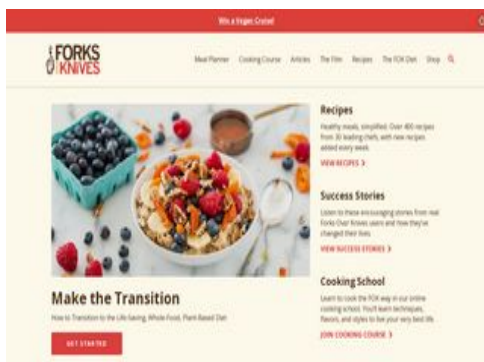 Win a Vegan Cruise!
FORKS
KNIVES
Meal Planner Cooking Course Articles The Film Recipes The FOK Diet Shop
Recipes
Healthy meals, simplified. Over 400 recipes
from 30 leading chefs, with new recipes
added every week.
VIEW RECIPES >
Success Stories
Listen to these encouraging stories from real
Forks Over Knives users and how they've
changed their lives.
VIEW SUCCESS STORIES >
Cooking School
Learn to cook the FOK way in our online
cooking school. You'll learn techniques,
flavors, and styles to live your very best life.
JOIN COOKING COURSE >
Make the Transition
How to Transition to the Life-Saving, Whole-Food, Plant-Based Diet
GET STARTED